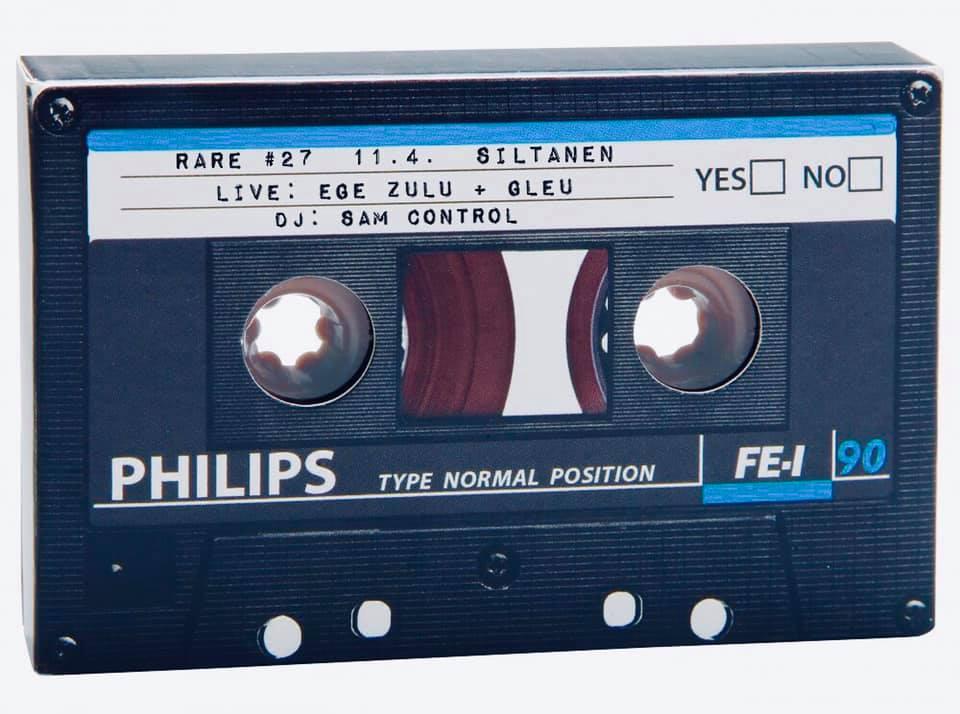 RARE #27 11.4. SILTANEN
LIVE: EGE ZULU + GLEU
DJ: SAM CONTROL
YES NO
PHILIPS TYPE NORMAL POSITION FE-I 90